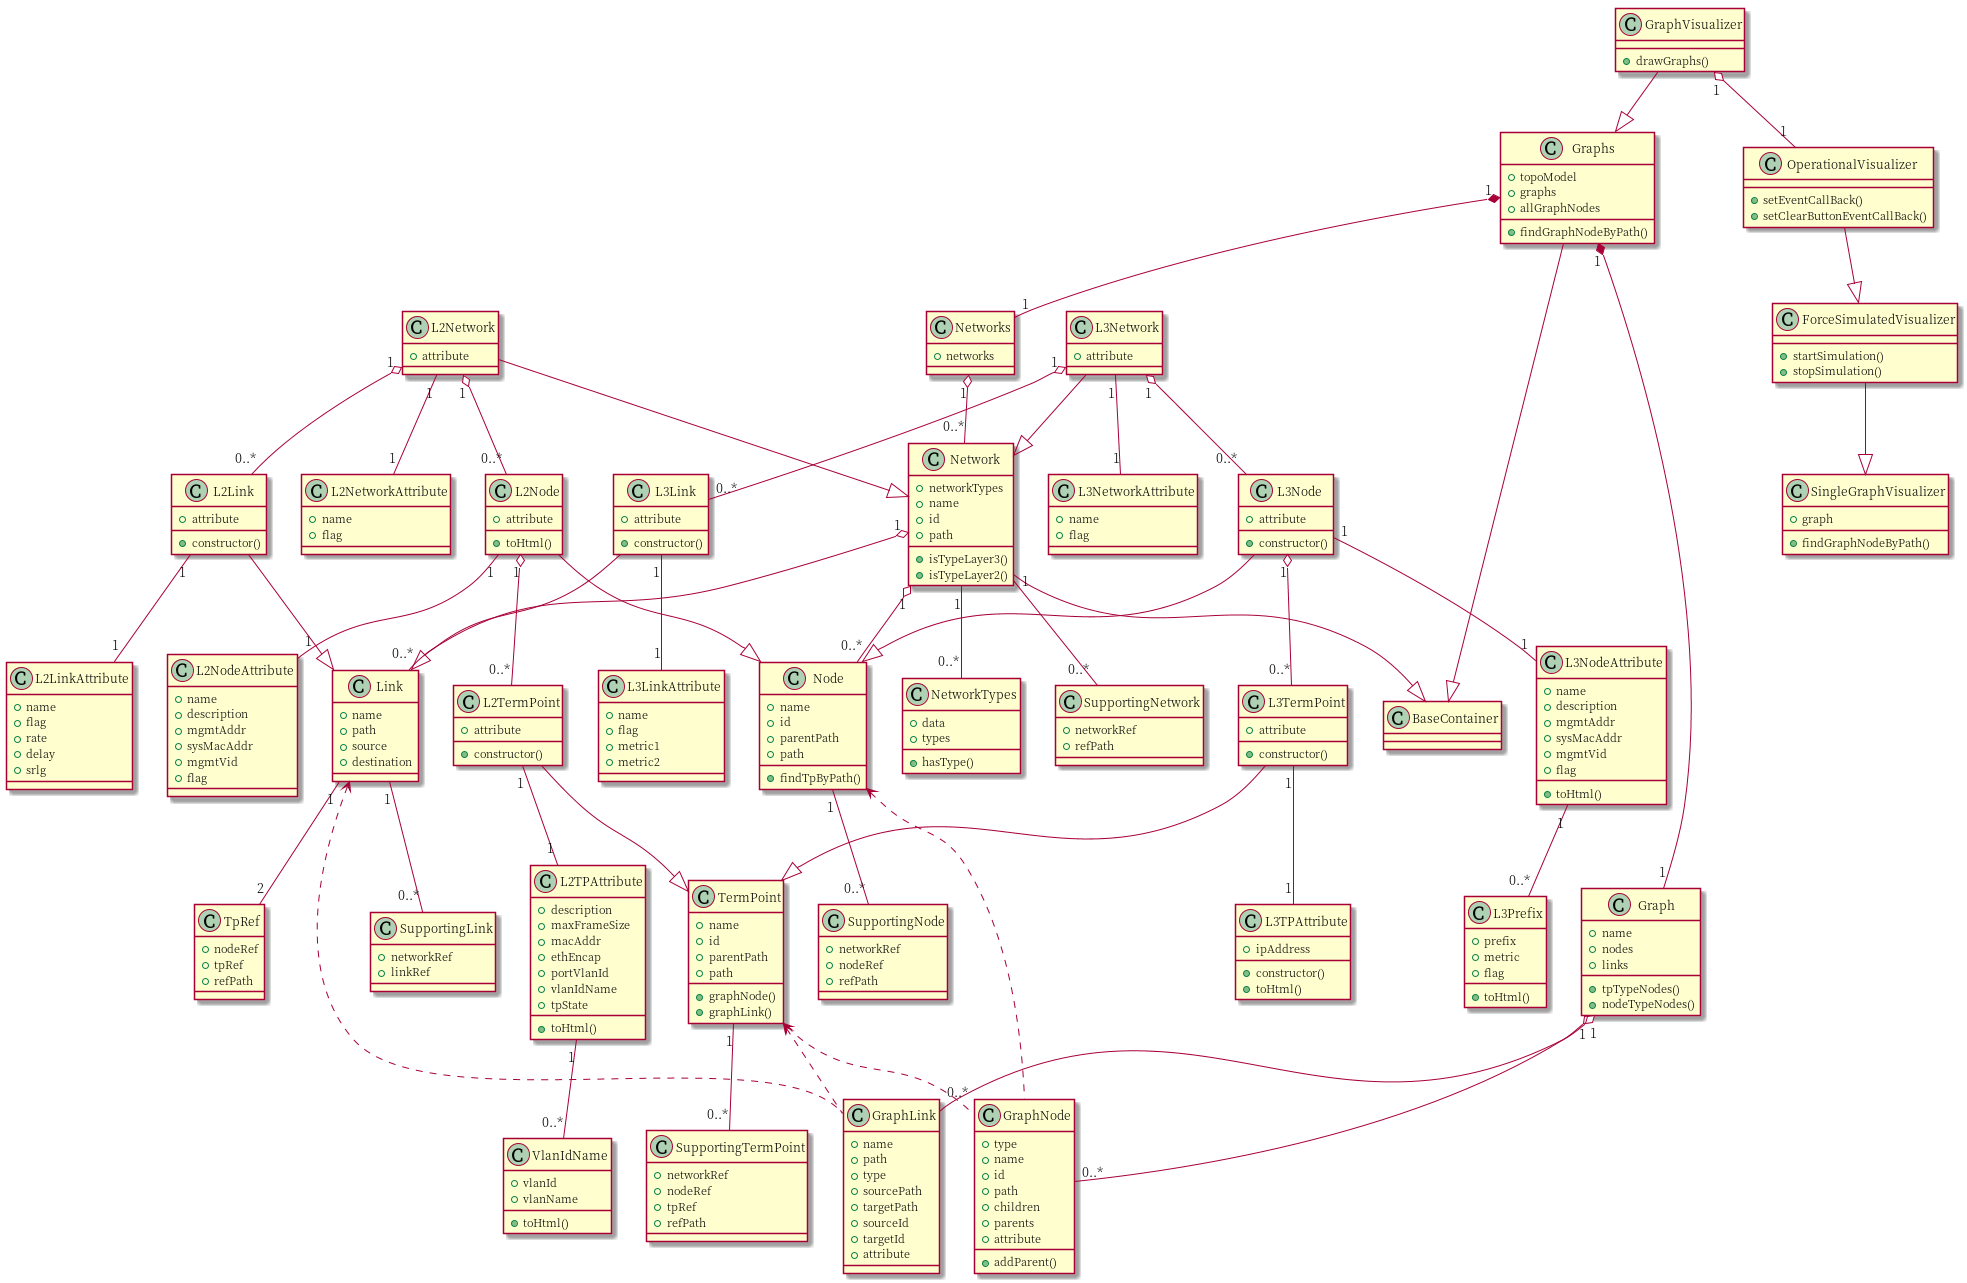 C GraphVisualizer
drawGraphs()
1
1
C Graphs
topoModel
graphs
allGraphNodes
findGraphNodeByPath()
1
1
C OperationalVisualizer
setEventCallBack()
setClearButtonEventCallBack()
C L2Network
attribute
1
1
1
C Networks
networks
1
1
C L3Network
attribute
1
1
1
C ForceSimulatedVisualizer
startSimulation()
stopSimulation()
0..*
1
0..*
0..*
0..*
1
0..*
C L2Link
attribute
constructor()
1
C L2NetworkAttribute
name
flag
C L2Node
attribute
toHtml()
1
1
C L3Link
attribute
constructor()
1
C Network
networkTypes
name
id
path
isTypeLayer3()
isTypeLayer2()
1
1
1
1
C L3NetworkAttribute
name
flag
C L3Node
attribute
constructor()
1
1
C SingleGraphVisualizer
graph
findGraphNodeByPath()
1
1
0..*
0..*
1
0..*
0..*
0..*
0..*
1
C L2LinkAttribute
name
flag
rate
delay
srlg
C L2NodeAttribute
name
description
mgmtAddr
sysMacAddr
mgmtVid
flag
C Link
name
path
source
destination
1
1
C L2TermPoint
attribute
constructor()
1
C L3LinkAttribute
name
flag
metric1
metric2
C Node
name
id
parentPath
path
findTpByPath()
1
C NetworkTypes
data
types
hasType()
C SupportingNetwork
networkRef
refPath
C L3TermPoint
attribute
constructor()
1
C BaseContainer
C L3NodeAttribute
name
description
mgmtAddr
sysMacAddr
mgmtVid
flag
toHtml()
1
2
0..*
1
0..*
1
0..*
1
C TpRef
nodeRef
tpRef
refPath
C SupportingLink
networkRef
linkRef
C L2TPAttribute
description
maxFrameSize
macAddr
ethEncap
portVlanId
vlanIdName
tpState
toHtml()
1
C TermPoint
name
id
parentPath
path
graphNode()
graphLink()
1
C SupportingNode
networkRef
nodeRef
refPath
C L3TPAttribute
ipAddress
constructor()
toHtml()
C L3Prefix
prefix
metric
flag
toHtml()
C Graph
name
nodes
links
tpTypeNodes()
nodeTypeNodes()
1
1
0..*
0..*
0..*
0..*
C VlanIdName
vlanId
vlanName
toHtml()
C SupportingTermPoint
networkRef
nodeRef
tpRef
refPath
C GraphLink
name
path
type
sourcePath
targetPath
sourceId
targetId
attribute
C GraphNode
type
name
id
path
children
parents
attribute
addParent()